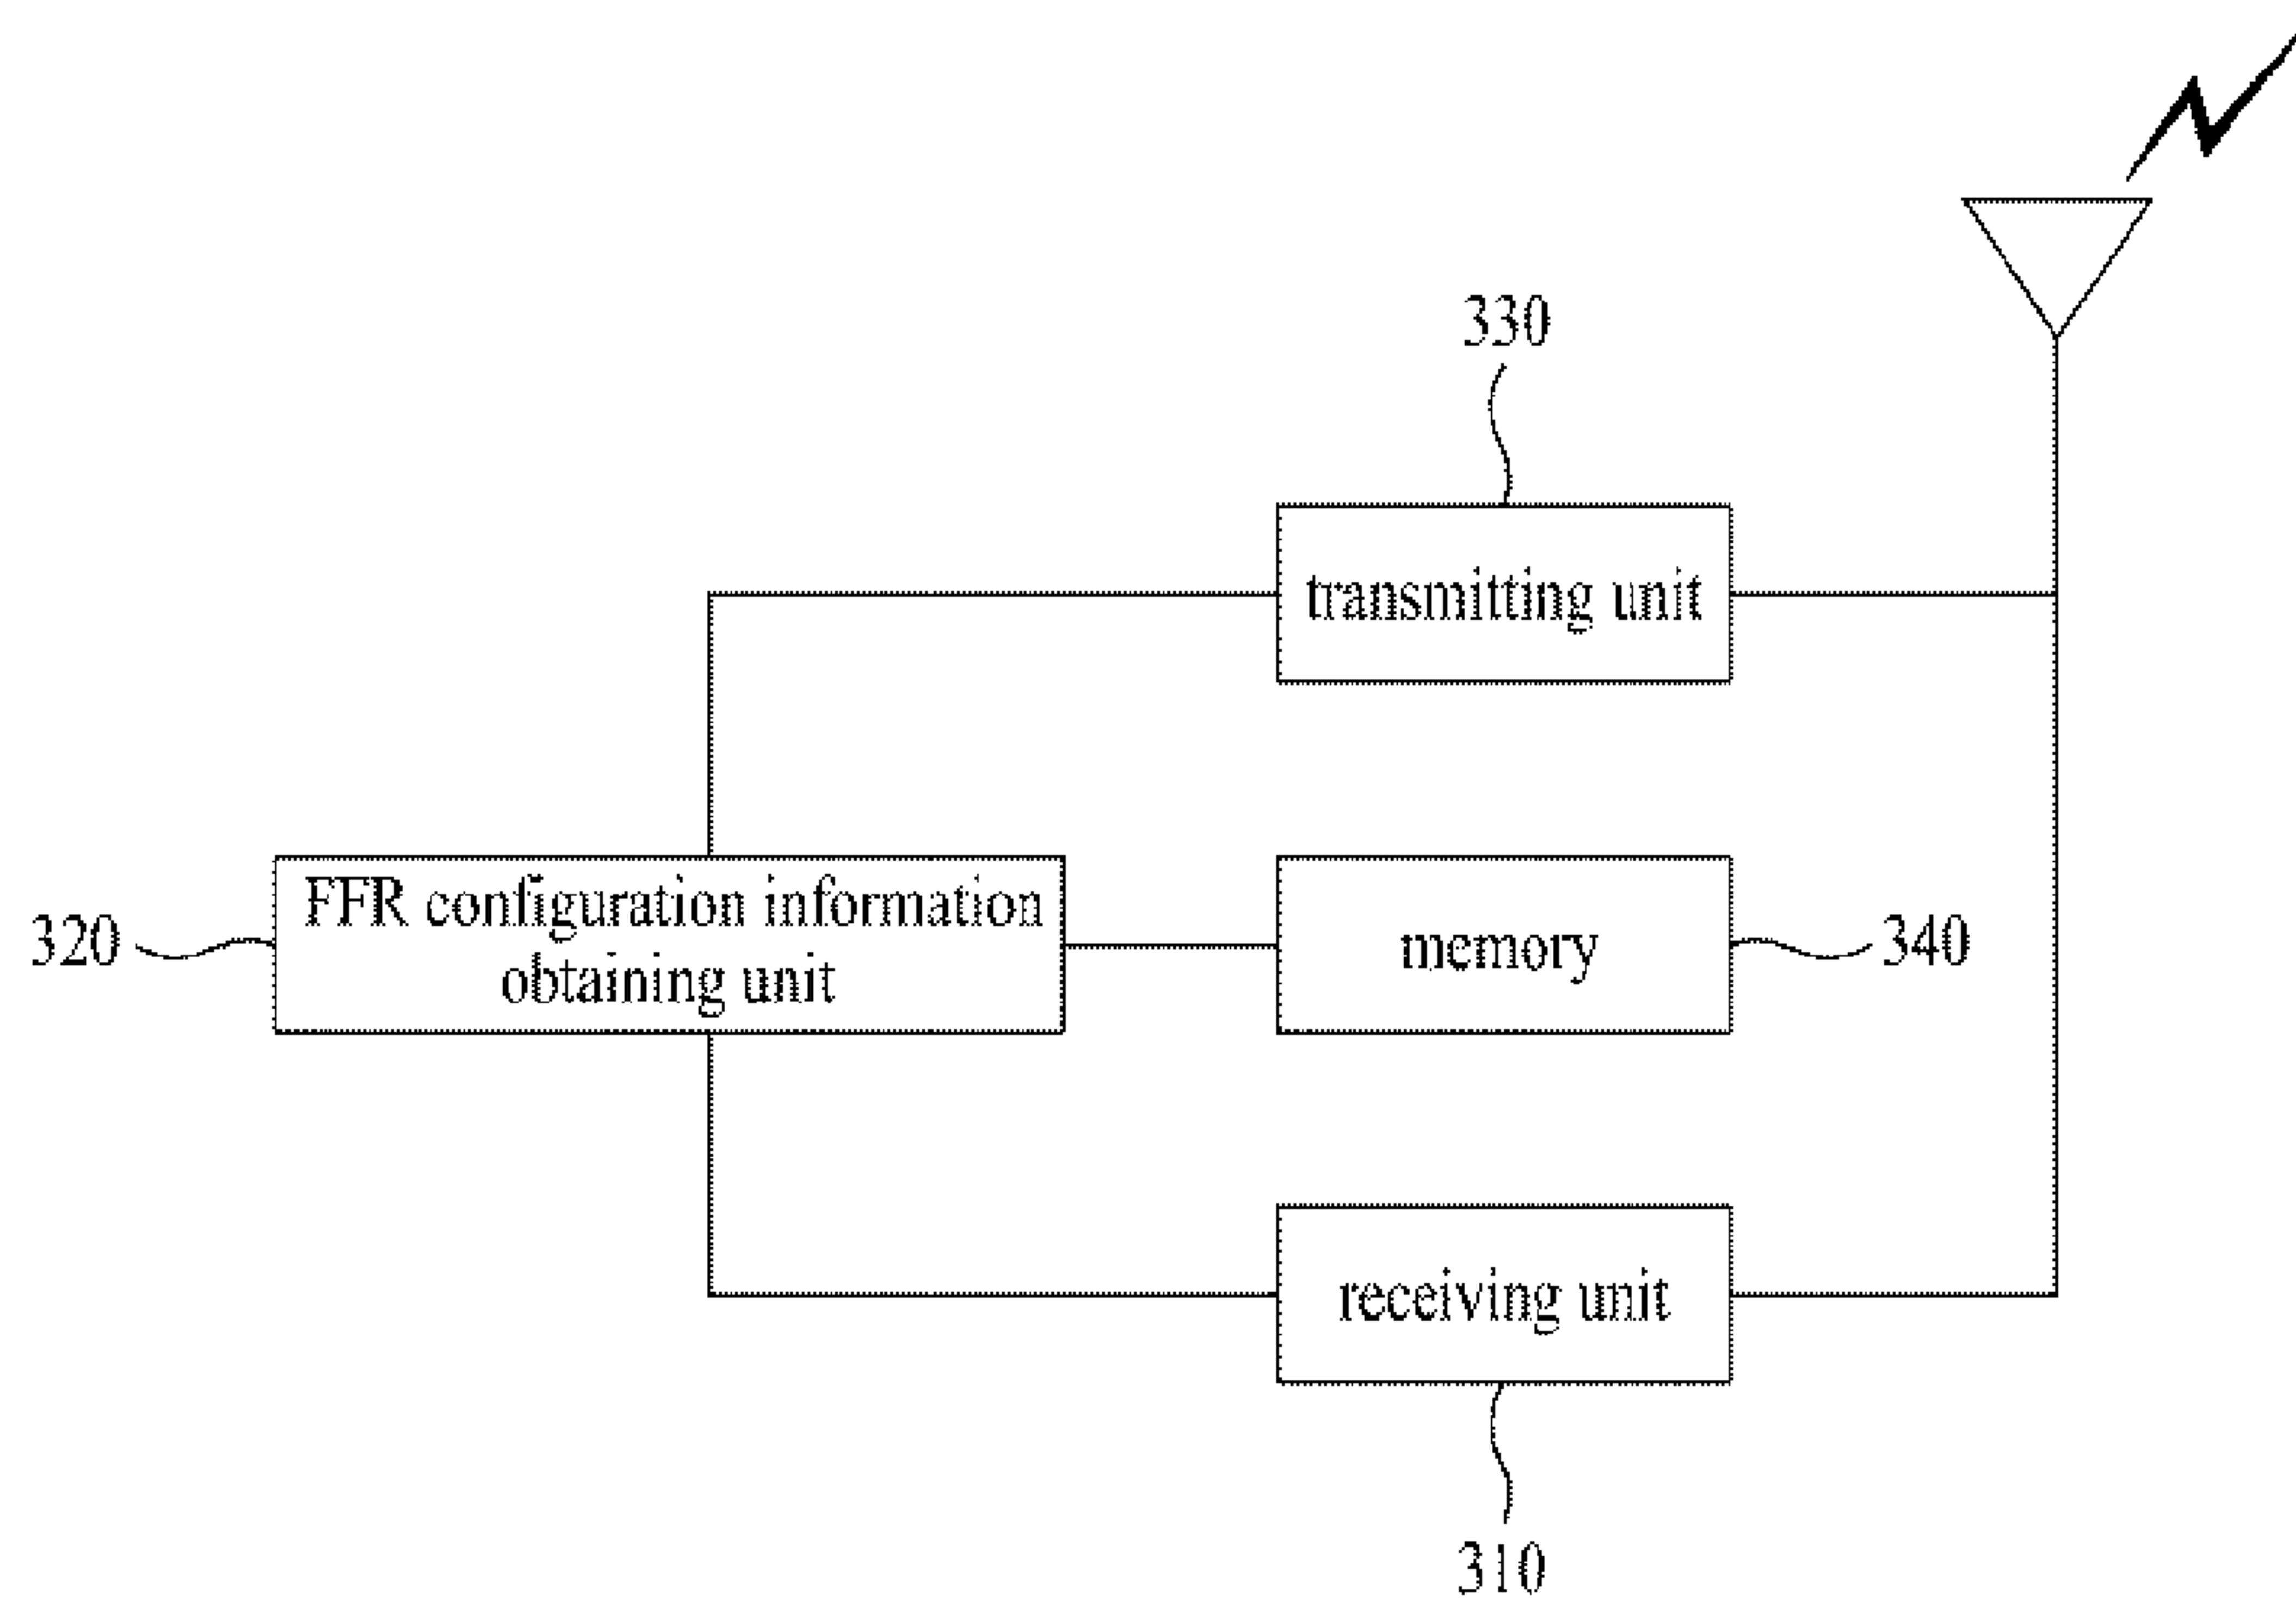 330
transmitting unit
FFR configuration information
obtaining unit
320
memory
340
receiving unit
310